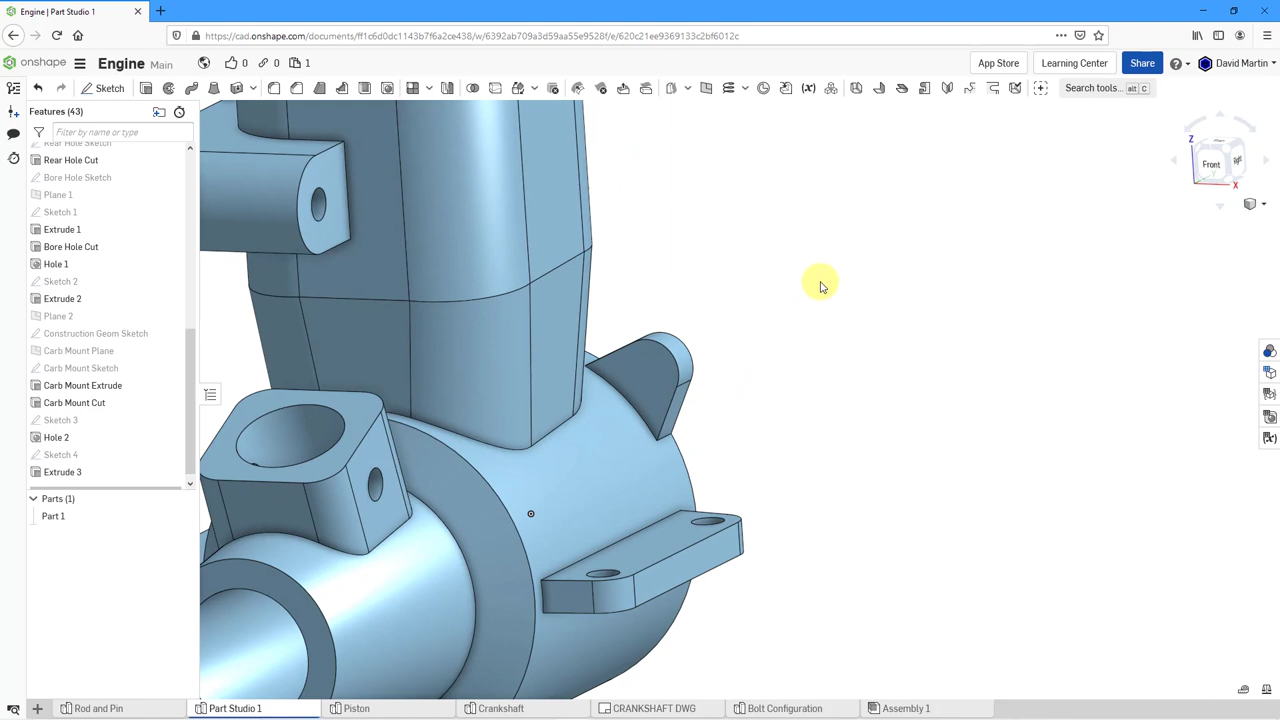 Engine | Part Studio 1
https://cad.onshape.com/documents/ff1c6d0dc1143b7f6a2ce438/w/6392ab709a3d59aa55e9528f/e/620c21ee9369133c2bf6012c
onshape
Engine Main
0
0
1
App Store
Learning Center
Share
David Martin
Sketch
Search tools...
alt
C
Features (43)
Filter by name or type
Rear Hole Sketch
Rear Hole Cut
Bore Hole Sketch
Plane 1
Sketch 1
Extrude 1
Bore Hole Cut
Hole 1
Sketch 2
Extrude 2
Plane 2
Construction Geom Sketch
Carb Mount Plane
Carb Mount Sketch
Carb Mount Extrude
Carb Mount Cut
Sketch 3
Hole 2
Sketch 4
Extrude 3
Parts (1)
Part 1
Z
Front
Right
X
Rod and Pin
Part Studio 1
Piston
Crankshaft
CRANKSHAFT DWG
Bolt Configuration
Assembly 1